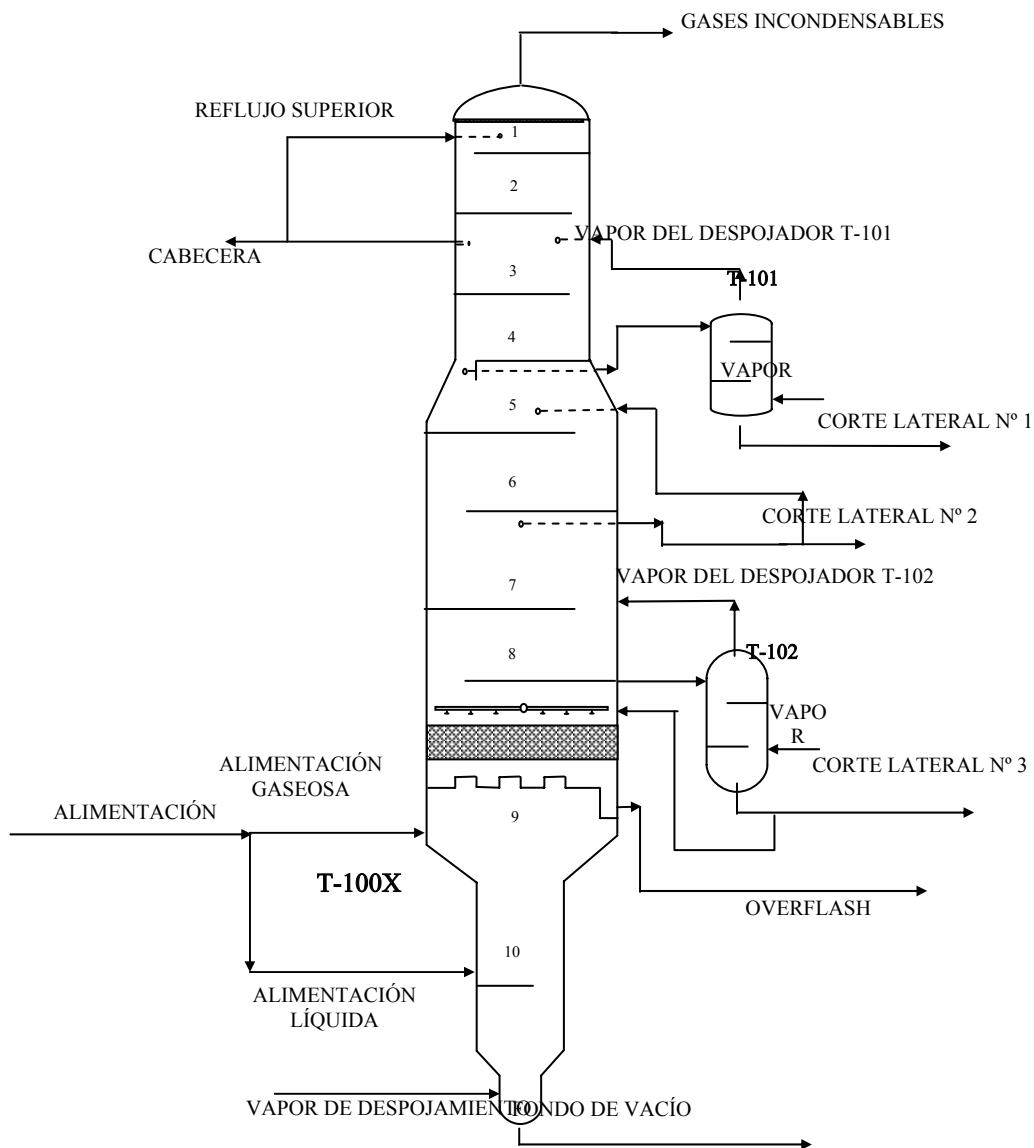 GASES INCONDENSABLES
REFLUJO SUPERIOR
1
2
VAPOR DEL DESPOJADOR T-101
CABECERA
3
T-101
4
VAPOR
5
CORTE LATERAL Nº 1
6
CORTE LATERAL Nº 2
VAPOR DEL DESPOJADOR T-102
7
8
T-102
VAPO
R
ALIMENTACIÓN
GASEOSA
CORTE LATERAL Nº 3
ALIMENTACIÓN
9
T-100X
OVERFLASH
10
ALIMENTACIÓN
LÍQUIDA
VAPOR DE DESPOJAMIENTO
FONDO DE VACÍO